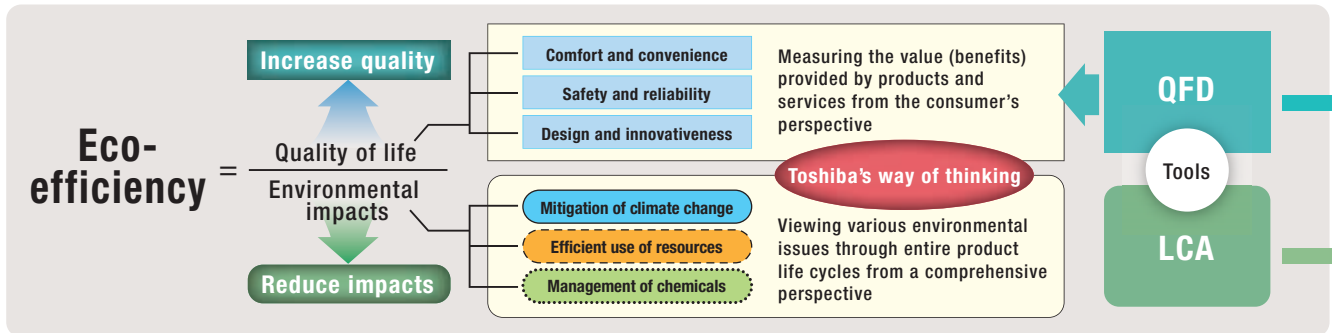 Eco-
efficiency
=
Increase quality
Quality of life
Environmental
impacts
Reduce impacts
Comfort and convenience
Safety and reliability
Design and innovativeness
Measuring the value (benefits)
provided by products and
services from the consumer's
perspective
Toshiba's way of thinking
Mitigation of climate change
Efficient use of resources
Management of chemicals
Viewing various environmental
issues through entire product
life cycles from a comprehensive
perspective
QFD
Tools
LCA